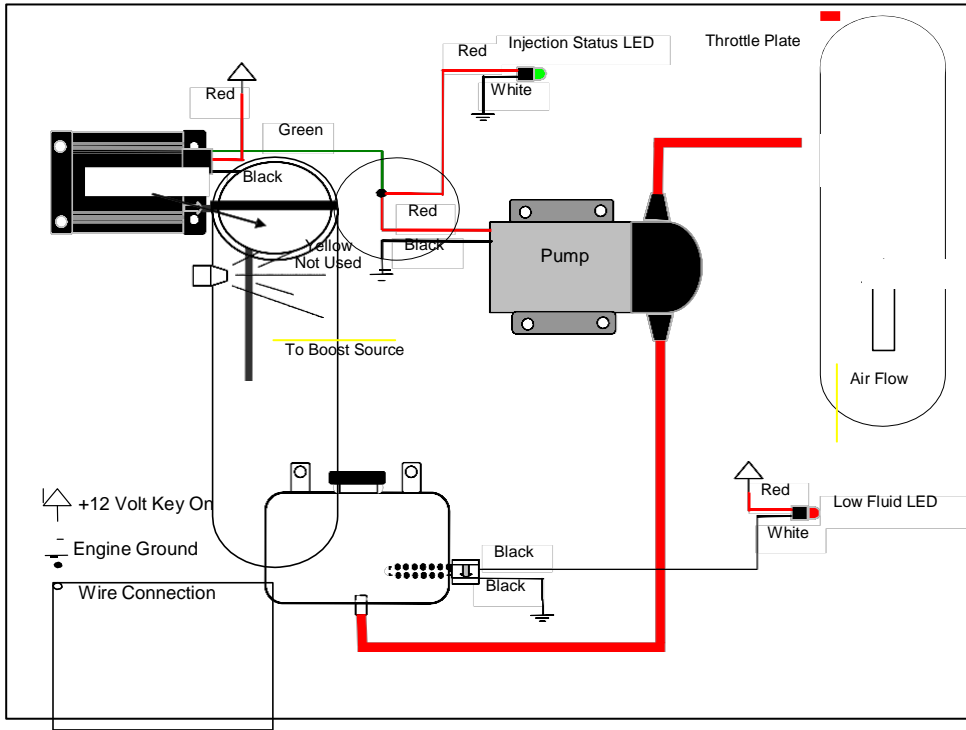 Red
Injection Status LED
Throttle Plate
White
Red
Green
Black
Red
Black
Yellow
Not Used
Pump
To Boost Source
Air Flow
+12 Volt Key On
Engine Ground
Wire Connection
Red
Low Fluid LED
White
Black
Black